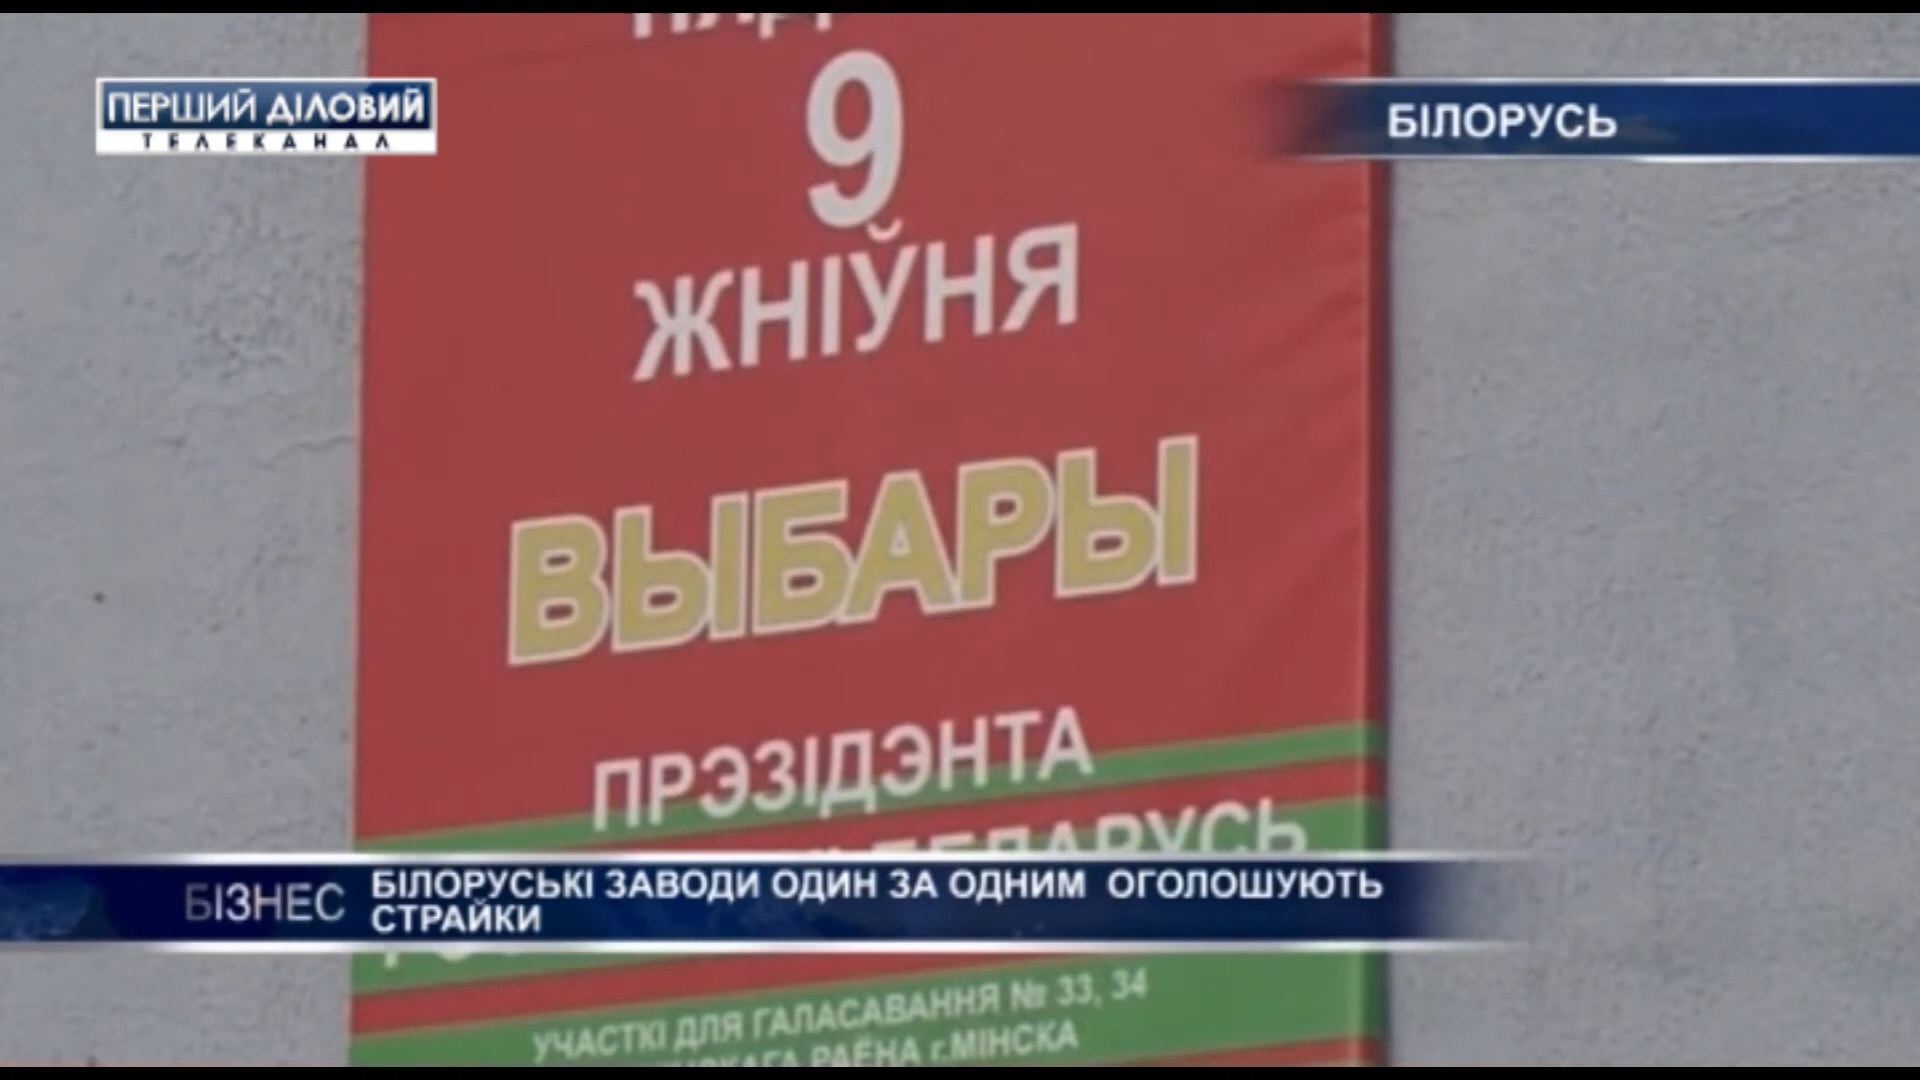 ПЕРШИЙ ДІЛОВИЙ
ТЕЛЕКАНАЛ
БІЛОРУСЬ
9
ЖНІЎНЯ
ВЫБАРЫ
ПРЭЗІДЭНТА
БЕЛАРУСЬ
БІЗНЕС
БІЛОРУСЬКІ ЗАВОДИ ОДИН ЗА ОДНИМ ОГОЛОШУЮТЬ
СТРАЙКИ
УЧАСТКІ ДЛЯ ГАЛАСАВАННЯ № 33, 34
РАЁНА г.МІНСКА